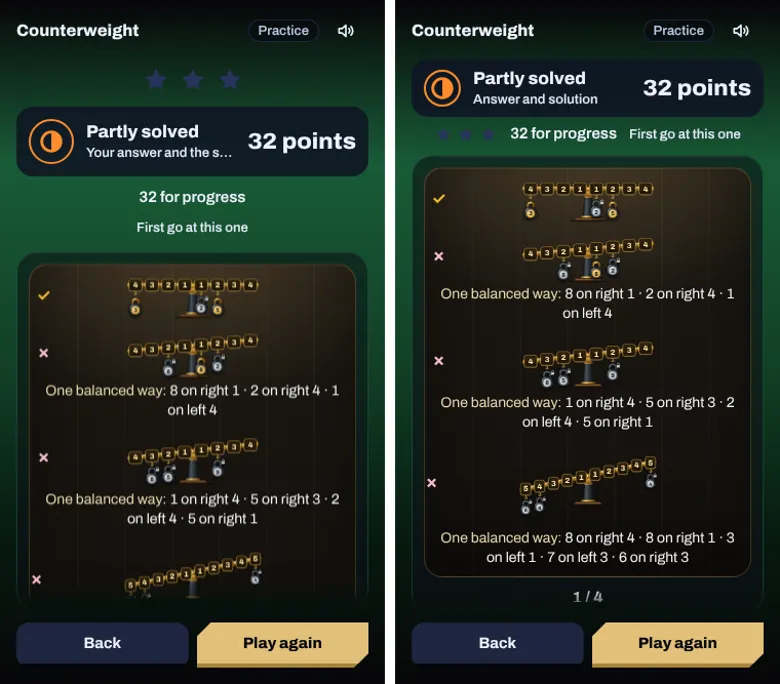 Counterweight
Practice
Partly solved
Your answer and the s...
32 points
32 for progress
First go at this one
4 3 2 1 1 2 3 4
4 3 2 1 1 2 3 4
One balanced way: 8 on right 1 · 2 on right 4 · 1
on left 4
4 3 2 1 1 2 3 4
One balanced way: 1 on right 4 · 5 on right 3 · 2
on left 4 · 5 on right 1
5 4 3 2 1 1 2 3 4 5
Back
Play again
Counterweight
Practice
Partly solved
Answer and solution
32 points
32 for progress First go at this one
4 3 2 1 1 2 3 4
4 3 2 1 1 2 3 4
One balanced way: 8 on right 1 · 2 on right 4 · 1
on left 4
4 3 2 1 1 2 3 4
One balanced way: 1 on right 4 · 5 on right 3 · 2
on left 4 · 5 on right 1
5 4 3 2 1 1 2 3 4 5
One balanced way: 8 on right 4 · 8 on right 1 · 3
on left 1 · 7 on left 3 · 6 on right 3
1 / 4
Back
Play again